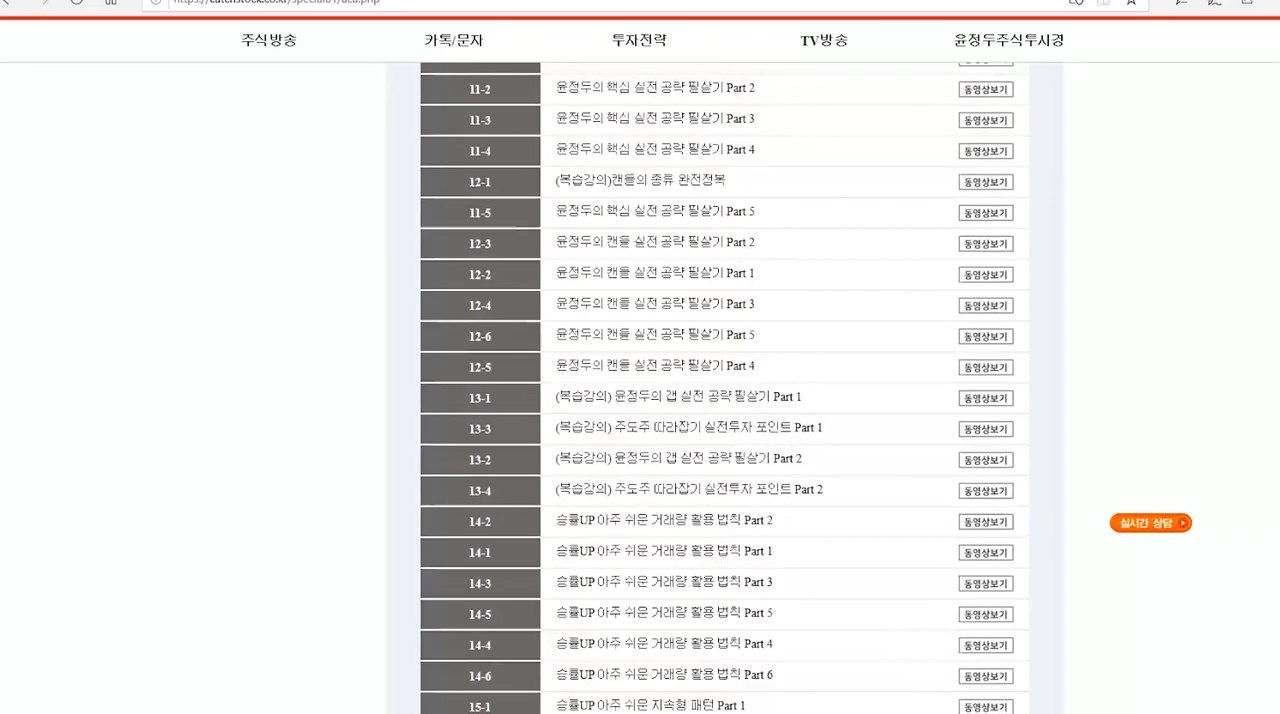 주식방송 카톡/문자 투자전략 TV방송 윤정두주식투시경
11-2 윤정두의 핵심 실전 공략 필살기 Part 2 동영상보기
11-3 윤정두의 핵심 실전 공략 필살기 Part 3 동영상보기
11-4 윤정두의 핵심 실전 공략 필살기 Part 4 동영상보기
12-1 (복습강의)캔들의 종류 완전정복 동영상보기
11-5 윤정두의 핵심 실전 공략 필살기 Part 5 동영상보기
12-3 윤정두의 캔들 실전 공략 필살기 Part 2 동영상보기
12-2 윤정두의 캔들 실전 공략 필살기 Part 1 동영상보기
12-4 윤정두의 캔들 실전 공략 필살기 Part 3 동영상보기
12-6 윤정두의 캔들 실전 공략 필살기 Part 5 동영상보기
12-5 윤정두의 캔들 실전 공략 필살기 Part 4 동영상보기
13-1 (복습강의) 윤정두의 갭 실전 공략 필살기 Part 1 동영상보기
13-3 (복습강의) 주도주 따라잡기 실전투자 포인트 Part 1 동영상보기
13-2 (복습강의) 윤정두의 갭 실전 공략 필살기 Part 2 동영상보기
13-4 (복습강의) 주도주 따라잡기 실전투자 포인트 Part 2 동영상보기
14-2 승률UP 아주 쉬운 거래량 활용 법칙 Part 2 동영상보기
실시간 상담
14-1 승률UP 아주 쉬운 거래량 활용 법칙 Part 1 동영상보기
14-3 승률UP 아주 쉬운 거래량 활용 법칙 Part 3 동영상보기
14-5 승률UP 아주 쉬운 거래량 활용 법칙 Part 5 동영상보기
14-4 승률UP 아주 쉬운 거래량 활용 법칙 Part 4 동영상보기
14-6 승률UP 아주 쉬운 거래량 활용 법칙 Part 6 동영상보기
15-1 승률UP 아주 쉬운 지속형 패턴 Part 1 동영상보기